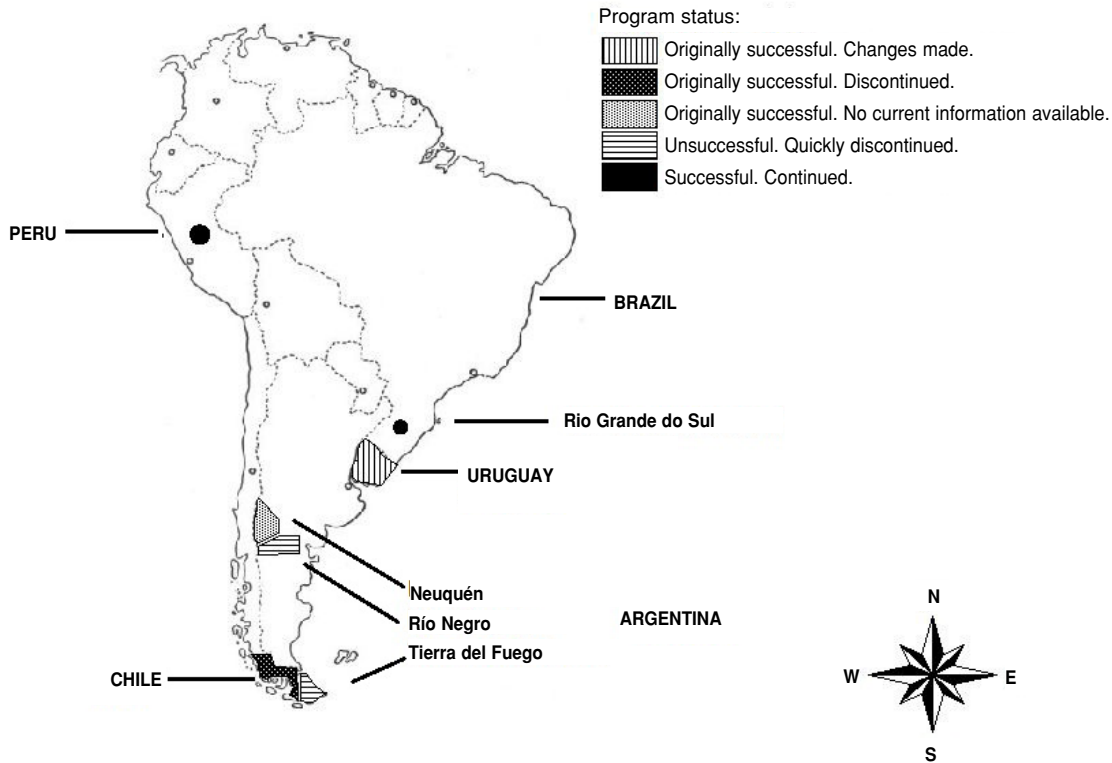 Program status:
Originally successful. Changes made.
Originally successful. Discontinued.
Originally successful. No current information available.
Unsuccessful. Quickly discontinued.
Successful. Continued.
PERU
BRAZIL
Rio Grande do Sul
URUGUAY
Neuquén
Río Negro
ARGENTINA
Tierra del Fuego
CHILE
N
W
E
S